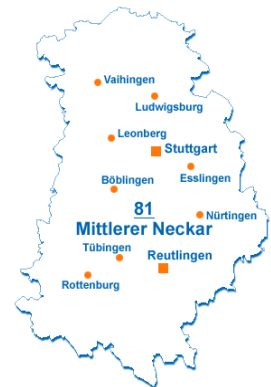 Vaihingen
Ludwigsburg
Leonberg
Stuttgart
Esslingen
Böblingen
81
Mittlerer Neckar
Nürtingen
Tübingen
Reutlingen
Rottenburg